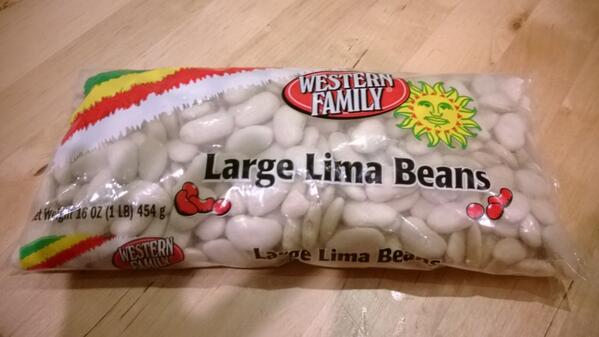 WESTERN
FAMILY
Large Lima Beans
et Weight 16 OZ (1 LB) 454 g
WESTERN
FAMILY
Large Lima Beans